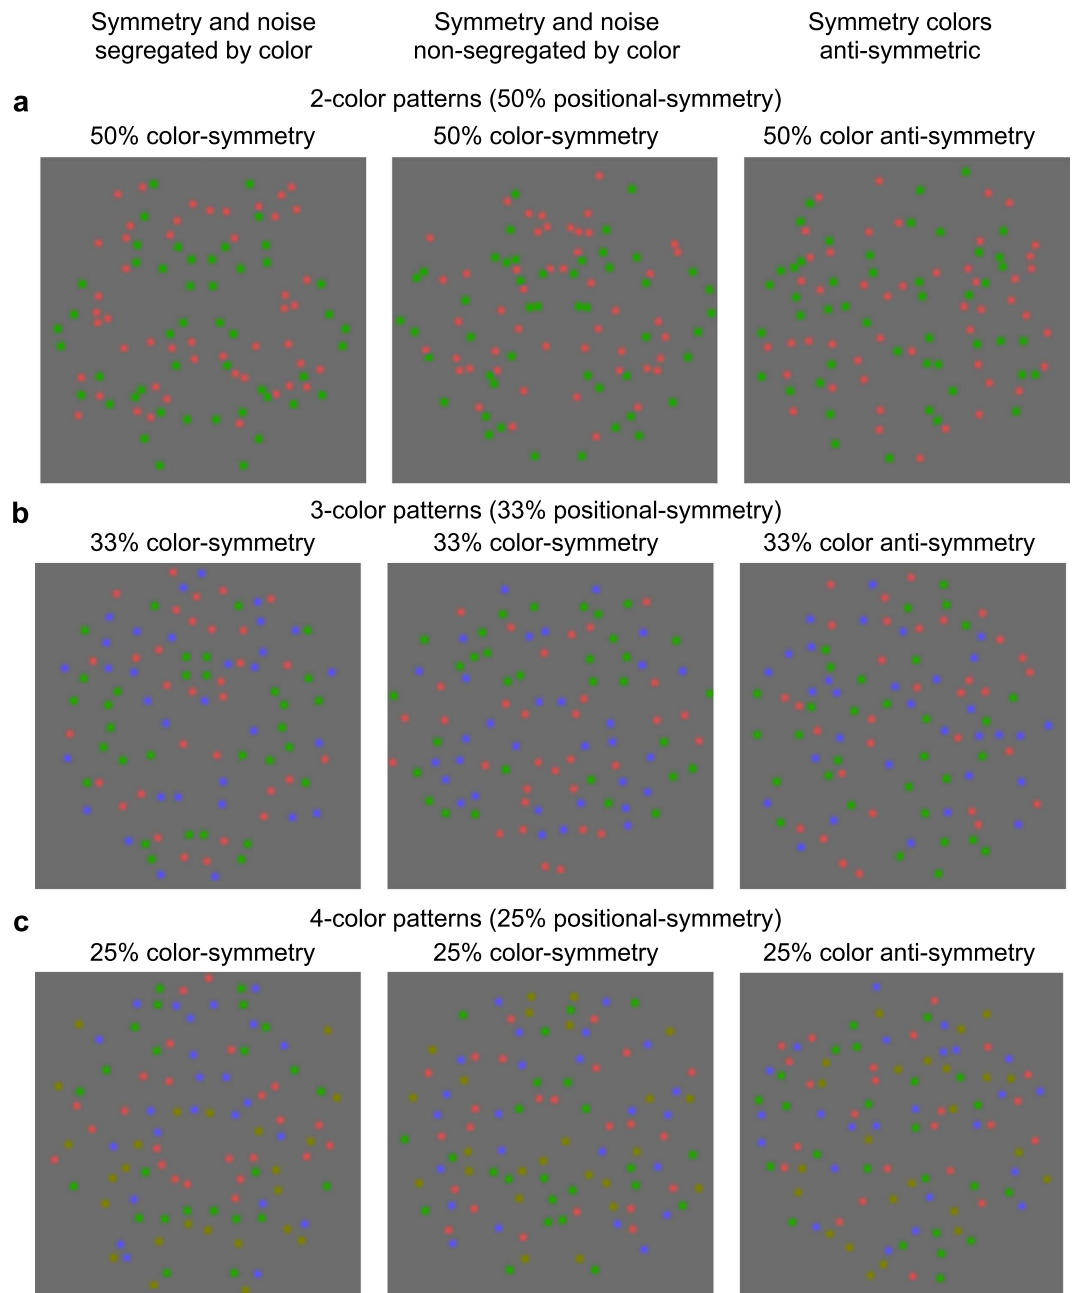 Symmetry and noise
segregated by color
Symmetry and noise
non-segregated by color
Symmetry colors
anti-symmetric
a
2-color patterns (50% positional-symmetry)
50% color-symmetry
50% color-symmetry
50% color anti-symmetry
b
3-color patterns (33% positional-symmetry)
33% color-symmetry
33% color-symmetry
33% color anti-symmetry
c
4-color patterns (25% positional-symmetry)
25% color-symmetry
25% color-symmetry
25% color anti-symmetry